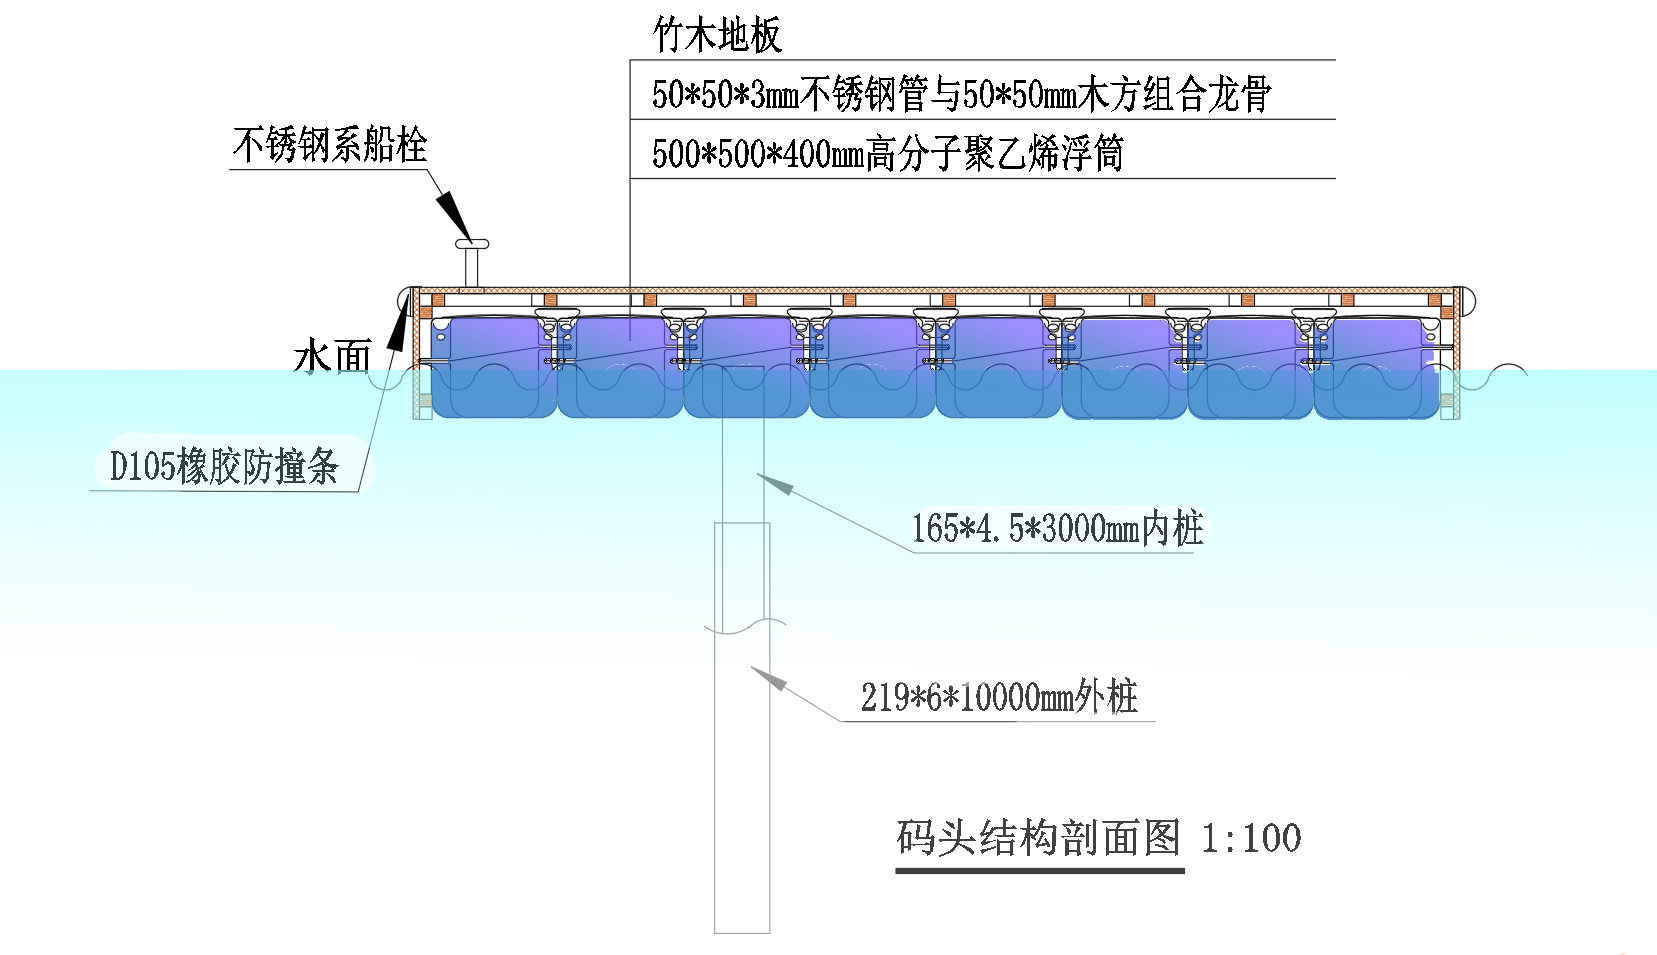 竹木地板
50*50*3mm不锈钢管与50*50mm木方组合龙骨
500*500*400mm高分子聚乙烯浮筒
不锈钢系船栓
水面
D105橡胶防撞条
165*4.5*3000mm内桩
219*6*10000mm外桩
码头结构剖面图 1:100